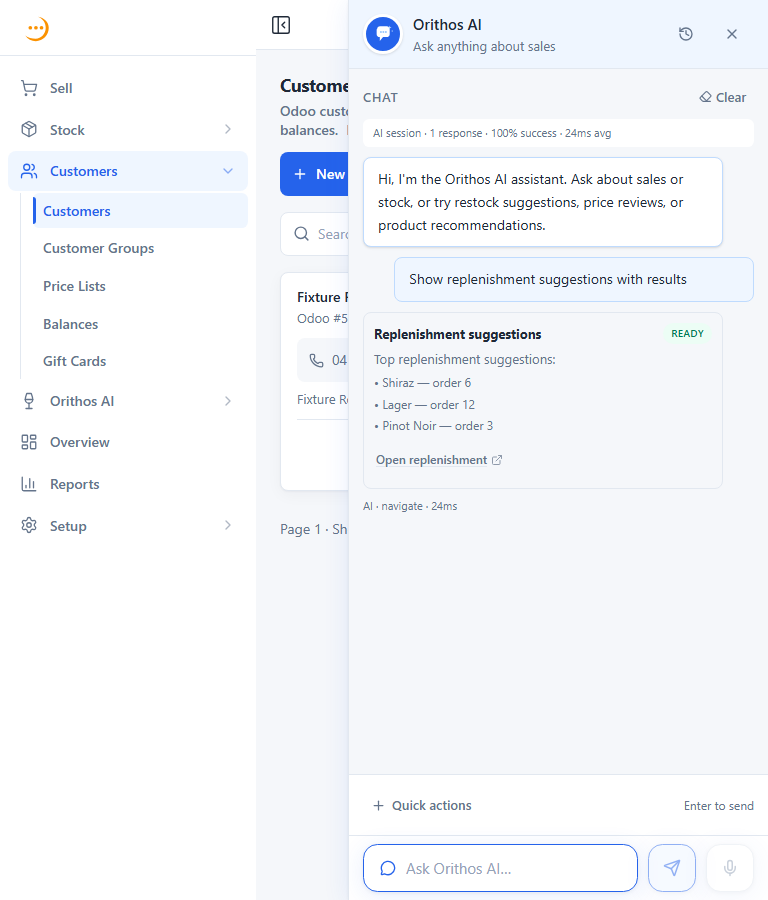 Sell
Stock
Customers
Customers
Customer Groups
Price Lists
Balances
Gift Cards
Orithos AI
Overview
Reports
Setup
Odoo
balances.
New
Fixture
Odoo #5
04
Fixture
Page 1 ·
Orithos AI
Ask anything about sales
CHAT
Clear
AI session · 1 response · 100% success · 24ms avg
Hi, I'm the Orithos AI assistant. Ask about sales or
stock, or try restock suggestions, price reviews, or
product recommendations.
Show replenishment suggestions with results
Replenishment suggestions
READY
Top replenishment suggestions:
• Shiraz — order 6
• Lager — order 12
• Pinot Noir — order 3
Open replenishment
AI · navigate · 24ms
Quick actions
Enter to send
Ask Orithos AI...